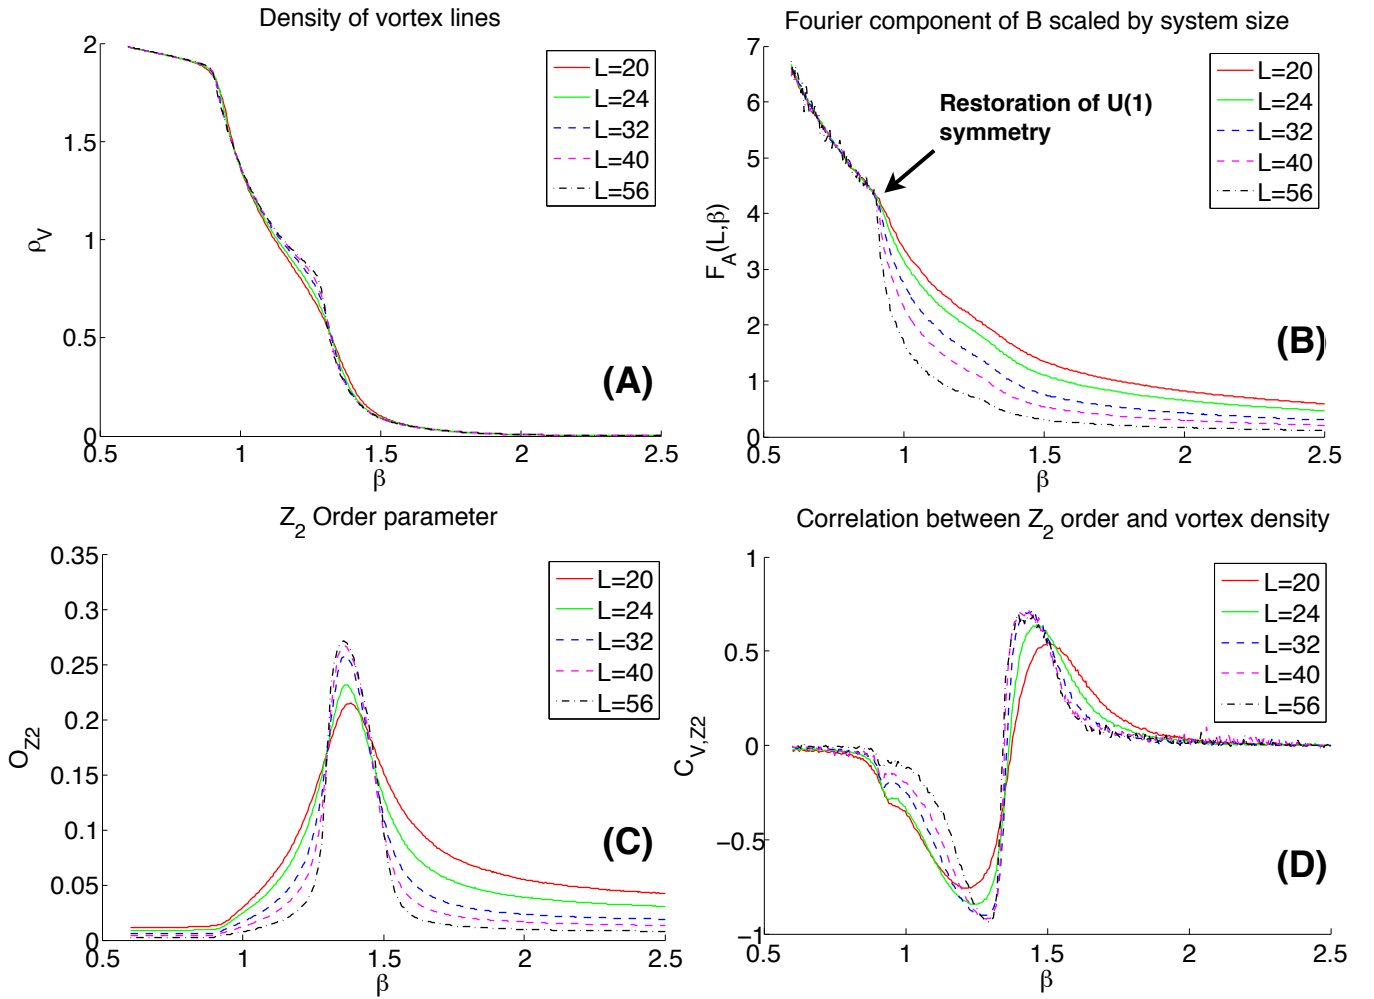 Density of vortex lines
2
1.5
1
0.5
0
0.5
1
1.5
2
2.5
ρV
β
L=20
L=24
L=32
L=40
L=56
(A)
Fourier component of B scaled by system size
7
6
5
4
3
2
1
0
0.5
1
1.5
2
2.5
FA(L,β)
β
Restoration of U(1)
symmetry
L=20
L=24
L=32
L=40
L=56
(B)
Z2 Order parameter
0.35
0.3
0.25
0.2
0.15
0.1
0.05
0
0.5
1
1.5
2
2.5
OZ2
β
L=20
L=24
L=32
L=40
L=56
(C)
Correlation between Z2 order and vortex density
1
0.5
0
−0.5
−1
0.5
1
1.5
2
2.5
CV,Z2
β
L=20
L=24
L=32
L=40
L=56
(D)